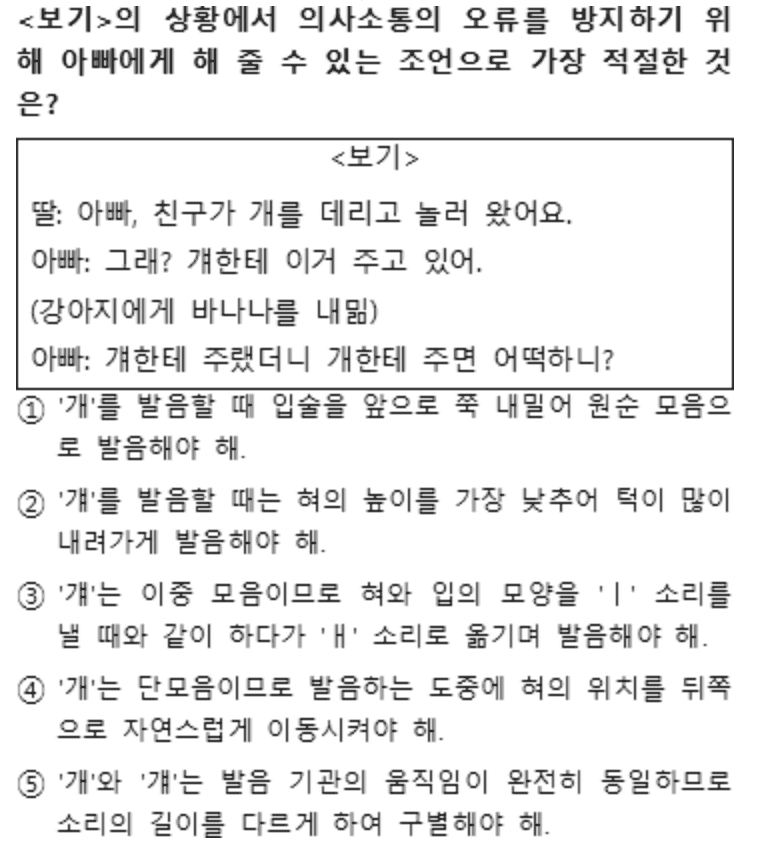 <보기>의 상황에서 의사소통의 오류를 방지하기 위
해 아빠에게 해 줄 수 있는 조언으로 가장 적절한 것
은?
<보기>
딸: 아빠, 친구가 개를 데리고 놀러 왔어요.
아빠: 그래? 걔한테 이거 주고 있어.
(강아지에게 바나나를 내밂)
아빠: 걔한테 주랬더니 개한테 주면 어떡하니?
① '개'를 발음할 때 입술을 앞으로 쭉 내밀어 원순 모음으
로 발음해야 해.
② '걔'를 발음할 때는 혀의 높이를 가장 낮추어 턱이 많이
내려가게 발음해야 해.
③ '걔'는 이중 모음이므로 혀와 입의 모양을 'ㅣ' 소리를
낼 때와 같이 하다가 'ㅐ' 소리로 옮기며 발음해야 해.
④ '개'는 단모음이므로 발음하는 도중에 혀의 위치를 뒤쪽
으로 자연스럽게 이동시켜야 해.
⑤ '개'와 '걔'는 발음 기관의 움직임이 완전히 동일하므로
소리의 길이를 다르게 하여 구별해야 해.